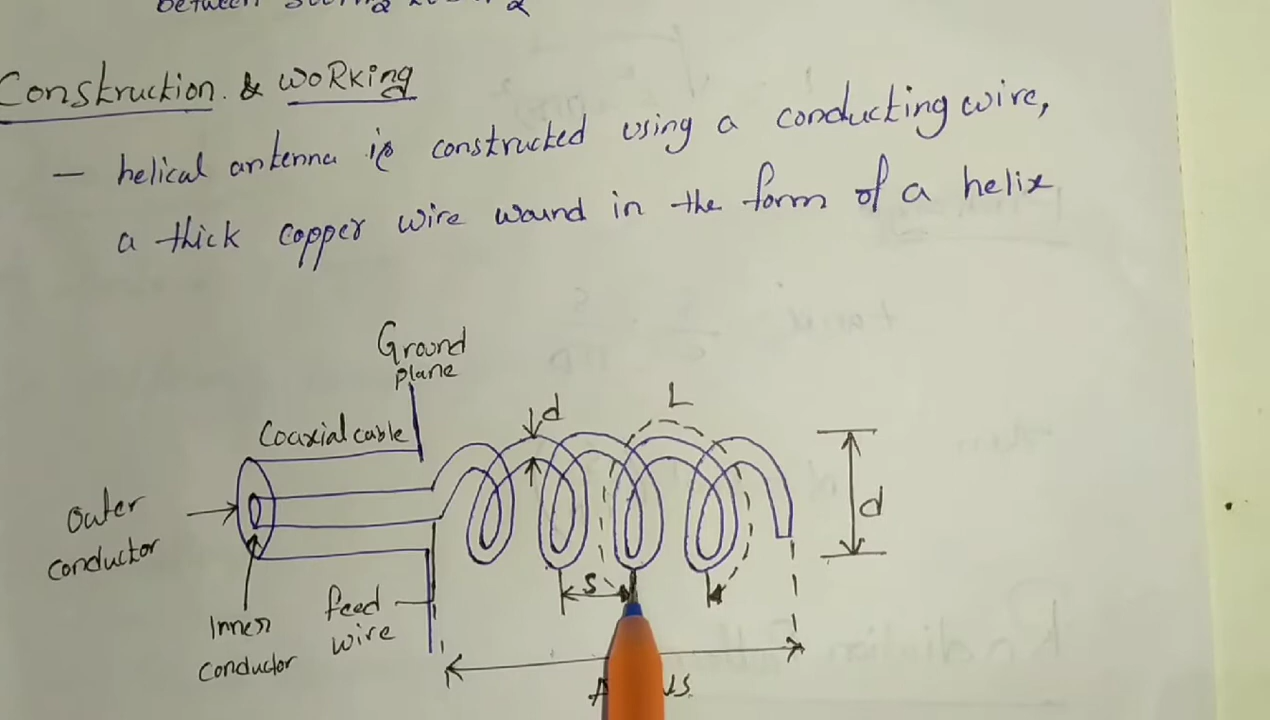 between
Construction & working
— helical antenna is constructed using a conducting wire,
a thick copper wire wound in the form of a helix
Ground
plane
Coaxial cable
d
L
outer
conductor
d
S
Inner
conductor
feed
wire